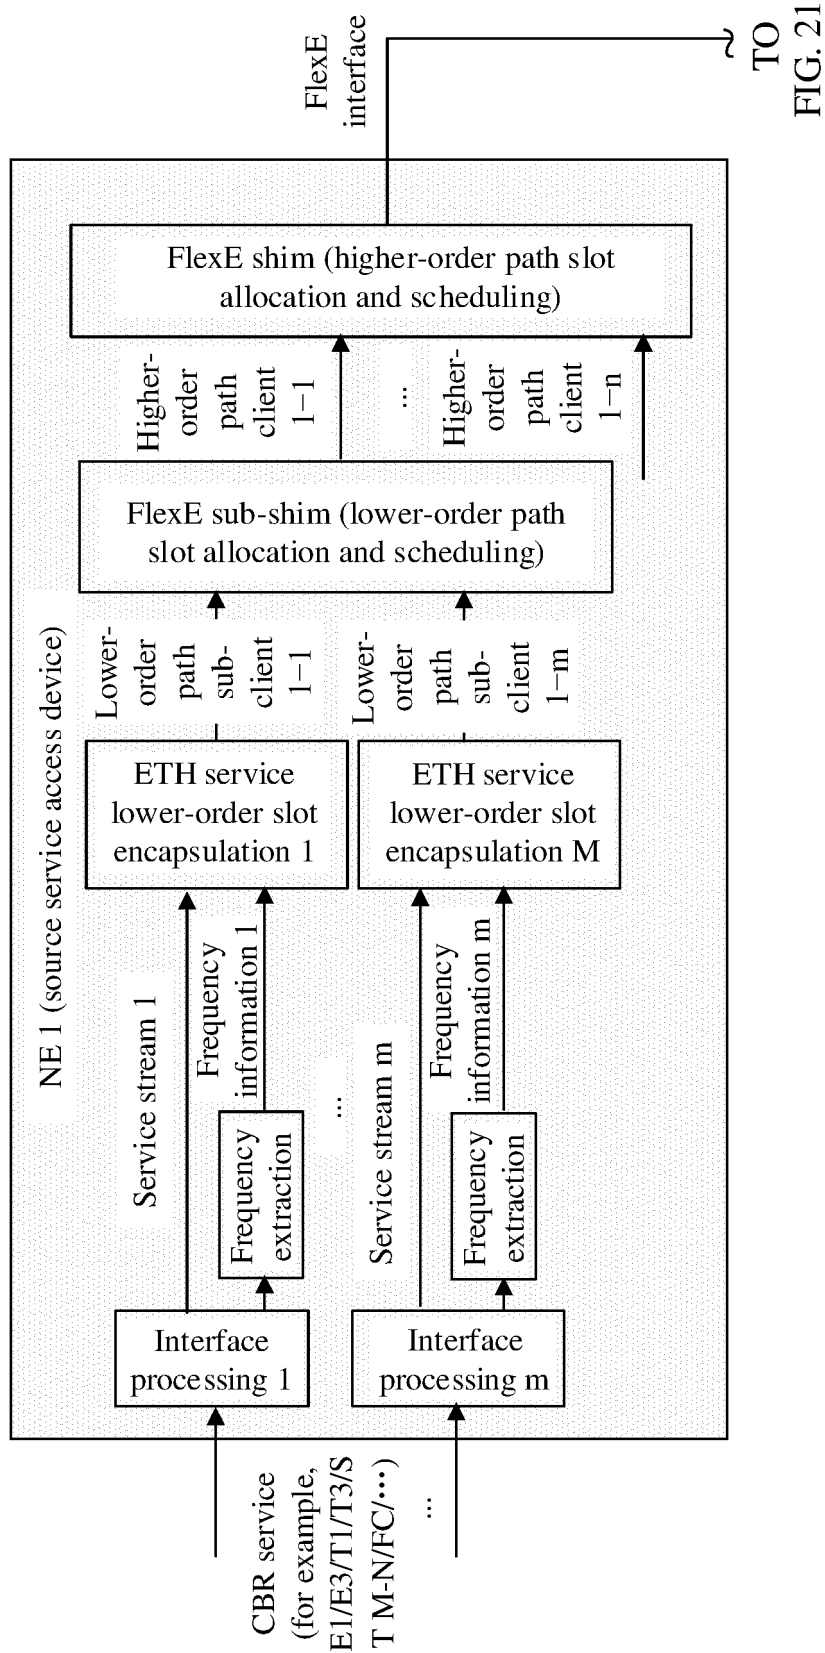 CBR service
(for example,
E1/E3/T1/T3/S
T M-N/FC/•••)
...
NE 1 (source service access device)
Interface
processing 1
Interface
processing m
Service stream 1
Frequency
extraction
Frequency
information 1
...
Service stream m
Frequency
extraction
Frequency
information m
ETH service
lower-order slot
encapsulation 1
ETH service
lower-order slot
encapsulation M
Lower-
order
path
sub-
client
1–1
Lower-
order
path
sub-
client
1–m
FlexE sub-shim (lower-order path
slot allocation and scheduling)
Higher-
order
path
client
1–1
...
Higher-
order
path
client
1–n
FlexE shim (higher-order path slot
allocation and scheduling)
FlexE
interface
TO
FIG. 21